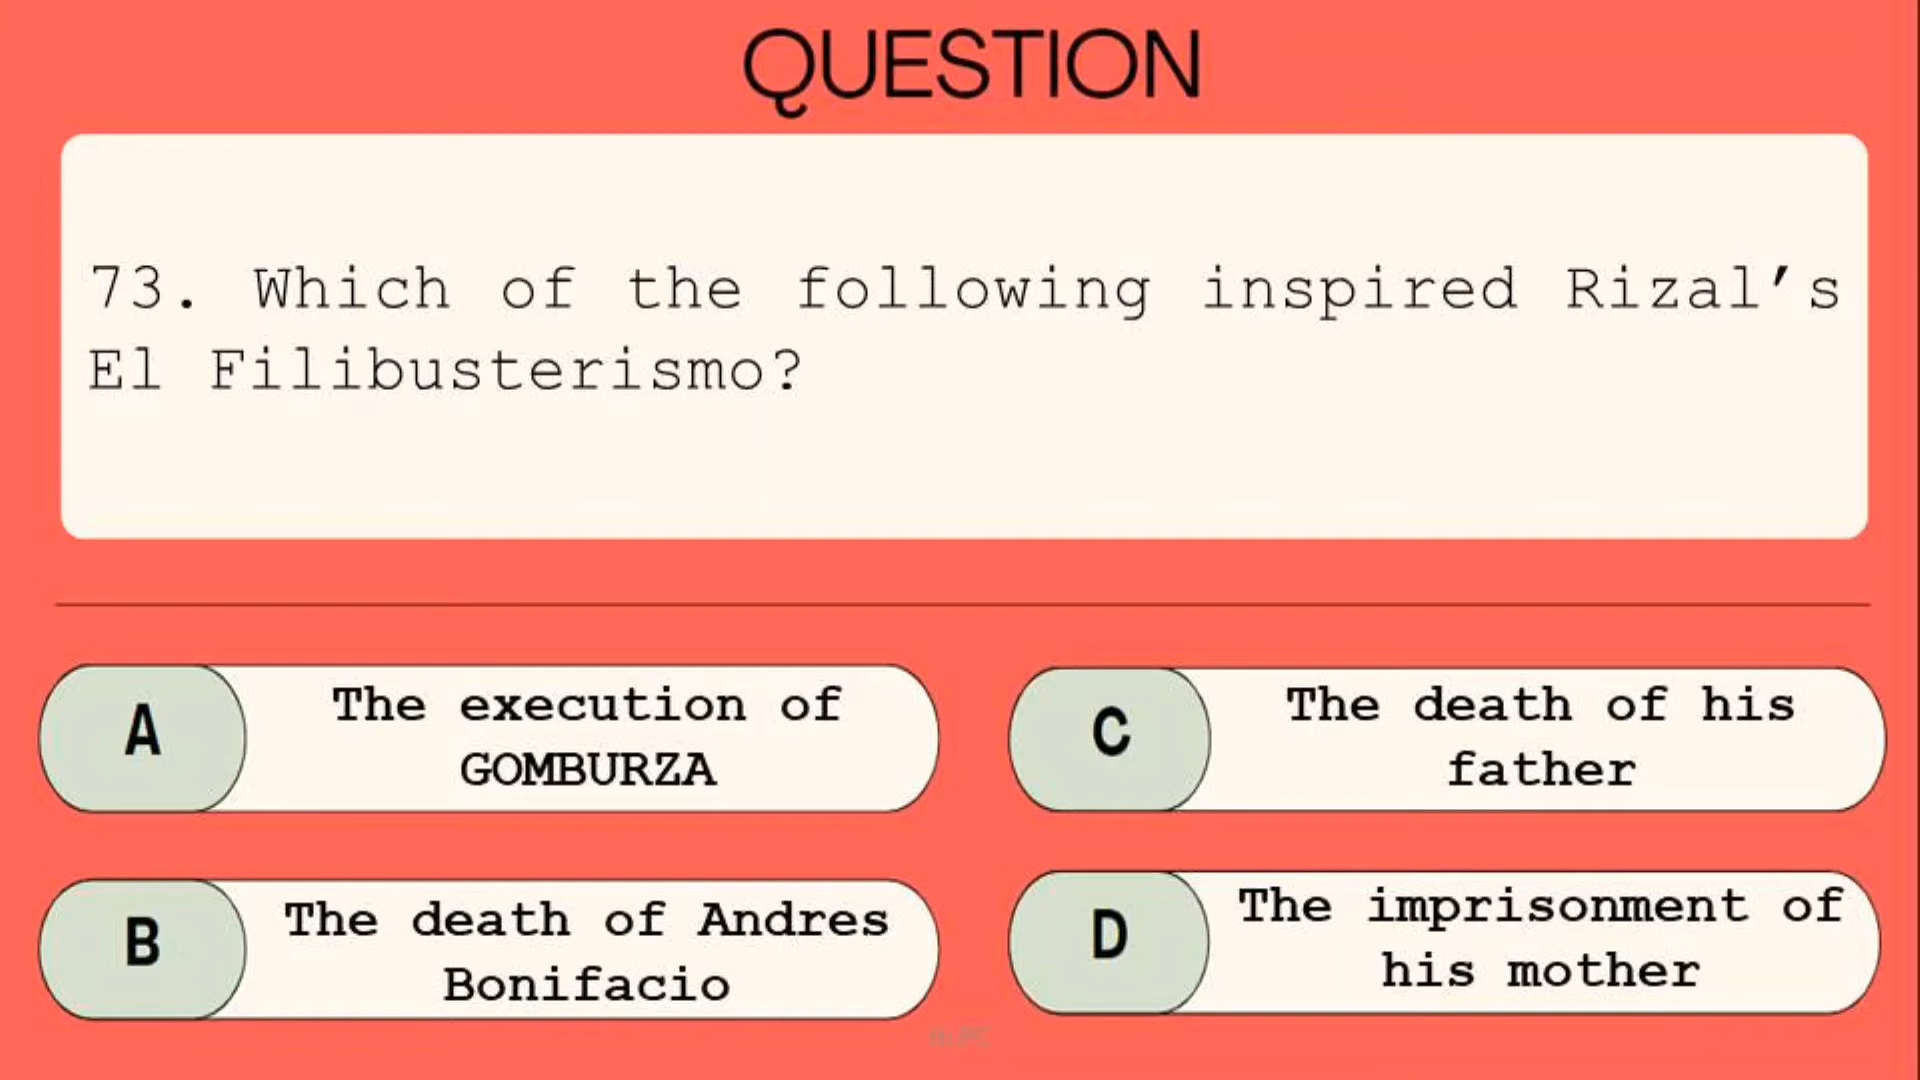 QUESTION
73. Which of the following inspired Rizal's
El Filibusterismo?
A
The execution of
GOMBURZA
B
The death of Andres
Bonifacio
C
The death of his
father
D
The imprisonment of
his mother